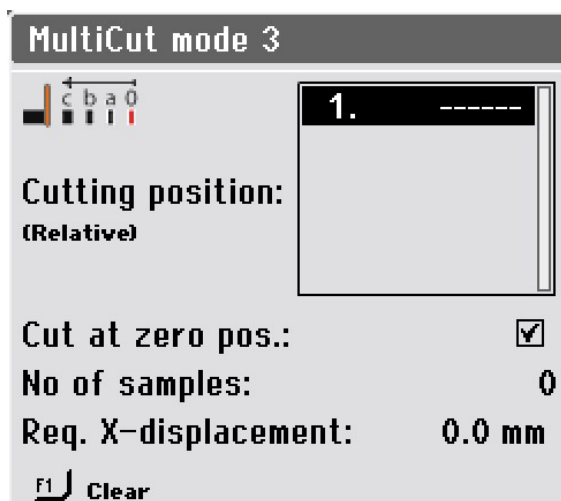 MultiCut mode 3
c b a 0
1. ------
Cutting position:
(Relative)
Cut at zero pos.:
No of samples: 0
Req. X-displacement: 0.0 mm
F1 Clear